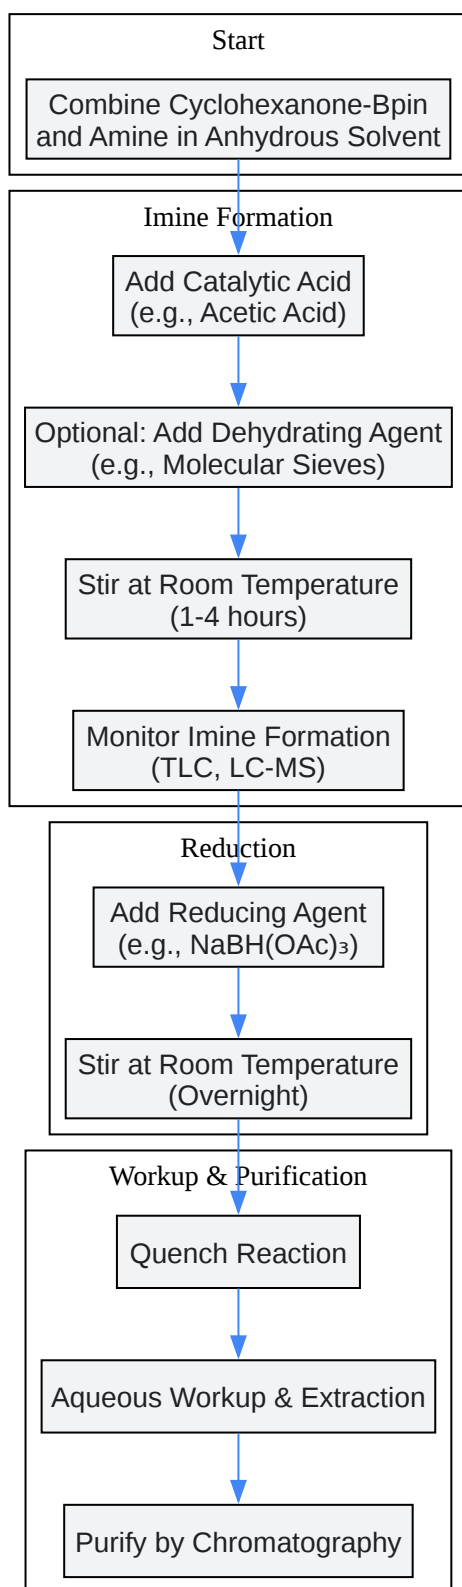 Start
Combine Cyclohexanone-Bpin
and Amine in Anhydrous Solvent
Imine Formation
Add Catalytic Acid
(e.g., Acetic Acid)
Optional: Add Dehydrating Agent
(e.g., Molecular Sieves)
Stir at Room Temperature
(1-4 hours)
Monitor Imine Formation
(TLC, LC-MS)
Reduction
Add Reducing Agent
(e.g., NaBH(OAc)₃)
Stir at Room Temperature
(Overnight)
Workup & Purification
Quench Reaction
Aqueous Workup & Extraction
Purify by Chromatography